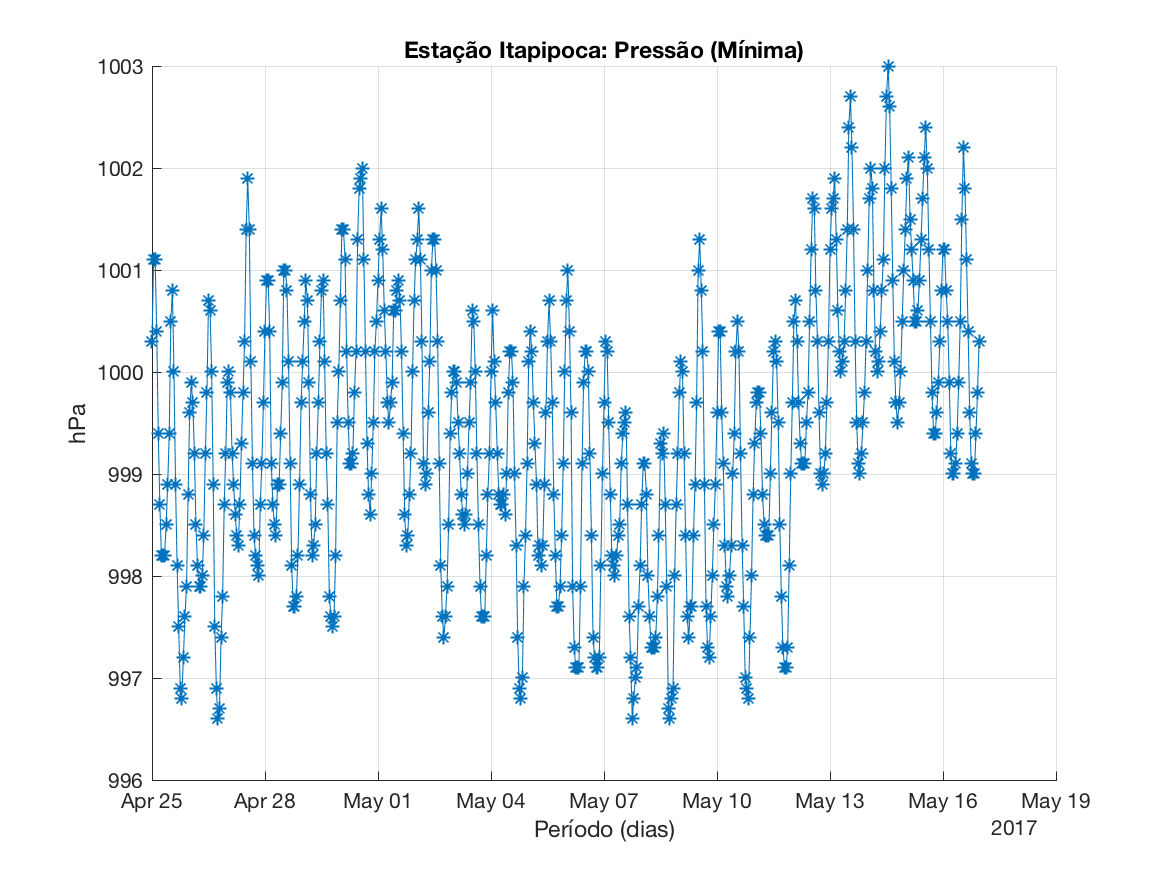 Estação Itapipoca: Pressão (Mínima)
1003
1002
1001
1000
999
998
997
996
hPa
Apr 25 Apr 28 May 01 May 04 May 07 May 10 May 13 May 16 May 19
Período (dias)
2017